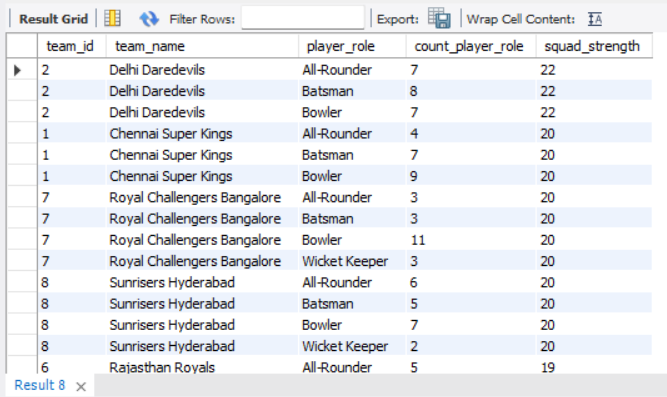 Result Grid Filter Rows: Export: Wrap Cell Content:
team_id team_name player_role count_player_role squad_strength
2 Delhi Daredevils All-Rounder 7 22
2 Delhi Daredevils Batsman 8 22
2 Delhi Daredevils Bowler 7 22
1 Chennai Super Kings All-Rounder 4 20
1 Chennai Super Kings Batsman 7 20
1 Chennai Super Kings Bowler 9 20
7 Royal Challengers Bangalore All-Rounder 3 20
7 Royal Challengers Bangalore Batsman 3 20
7 Royal Challengers Bangalore Bowler 11 20
7 Royal Challengers Bangalore Wicket Keeper 3 20
8 Sunrisers Hyderabad All-Rounder 6 20
8 Sunrisers Hyderabad Batsman 5 20
8 Sunrisers Hyderabad Bowler 7 20
8 Sunrisers Hyderabad Wicket Keeper 2 20
6 Rajasthan Royals All-Rounder 5 19
Result 8